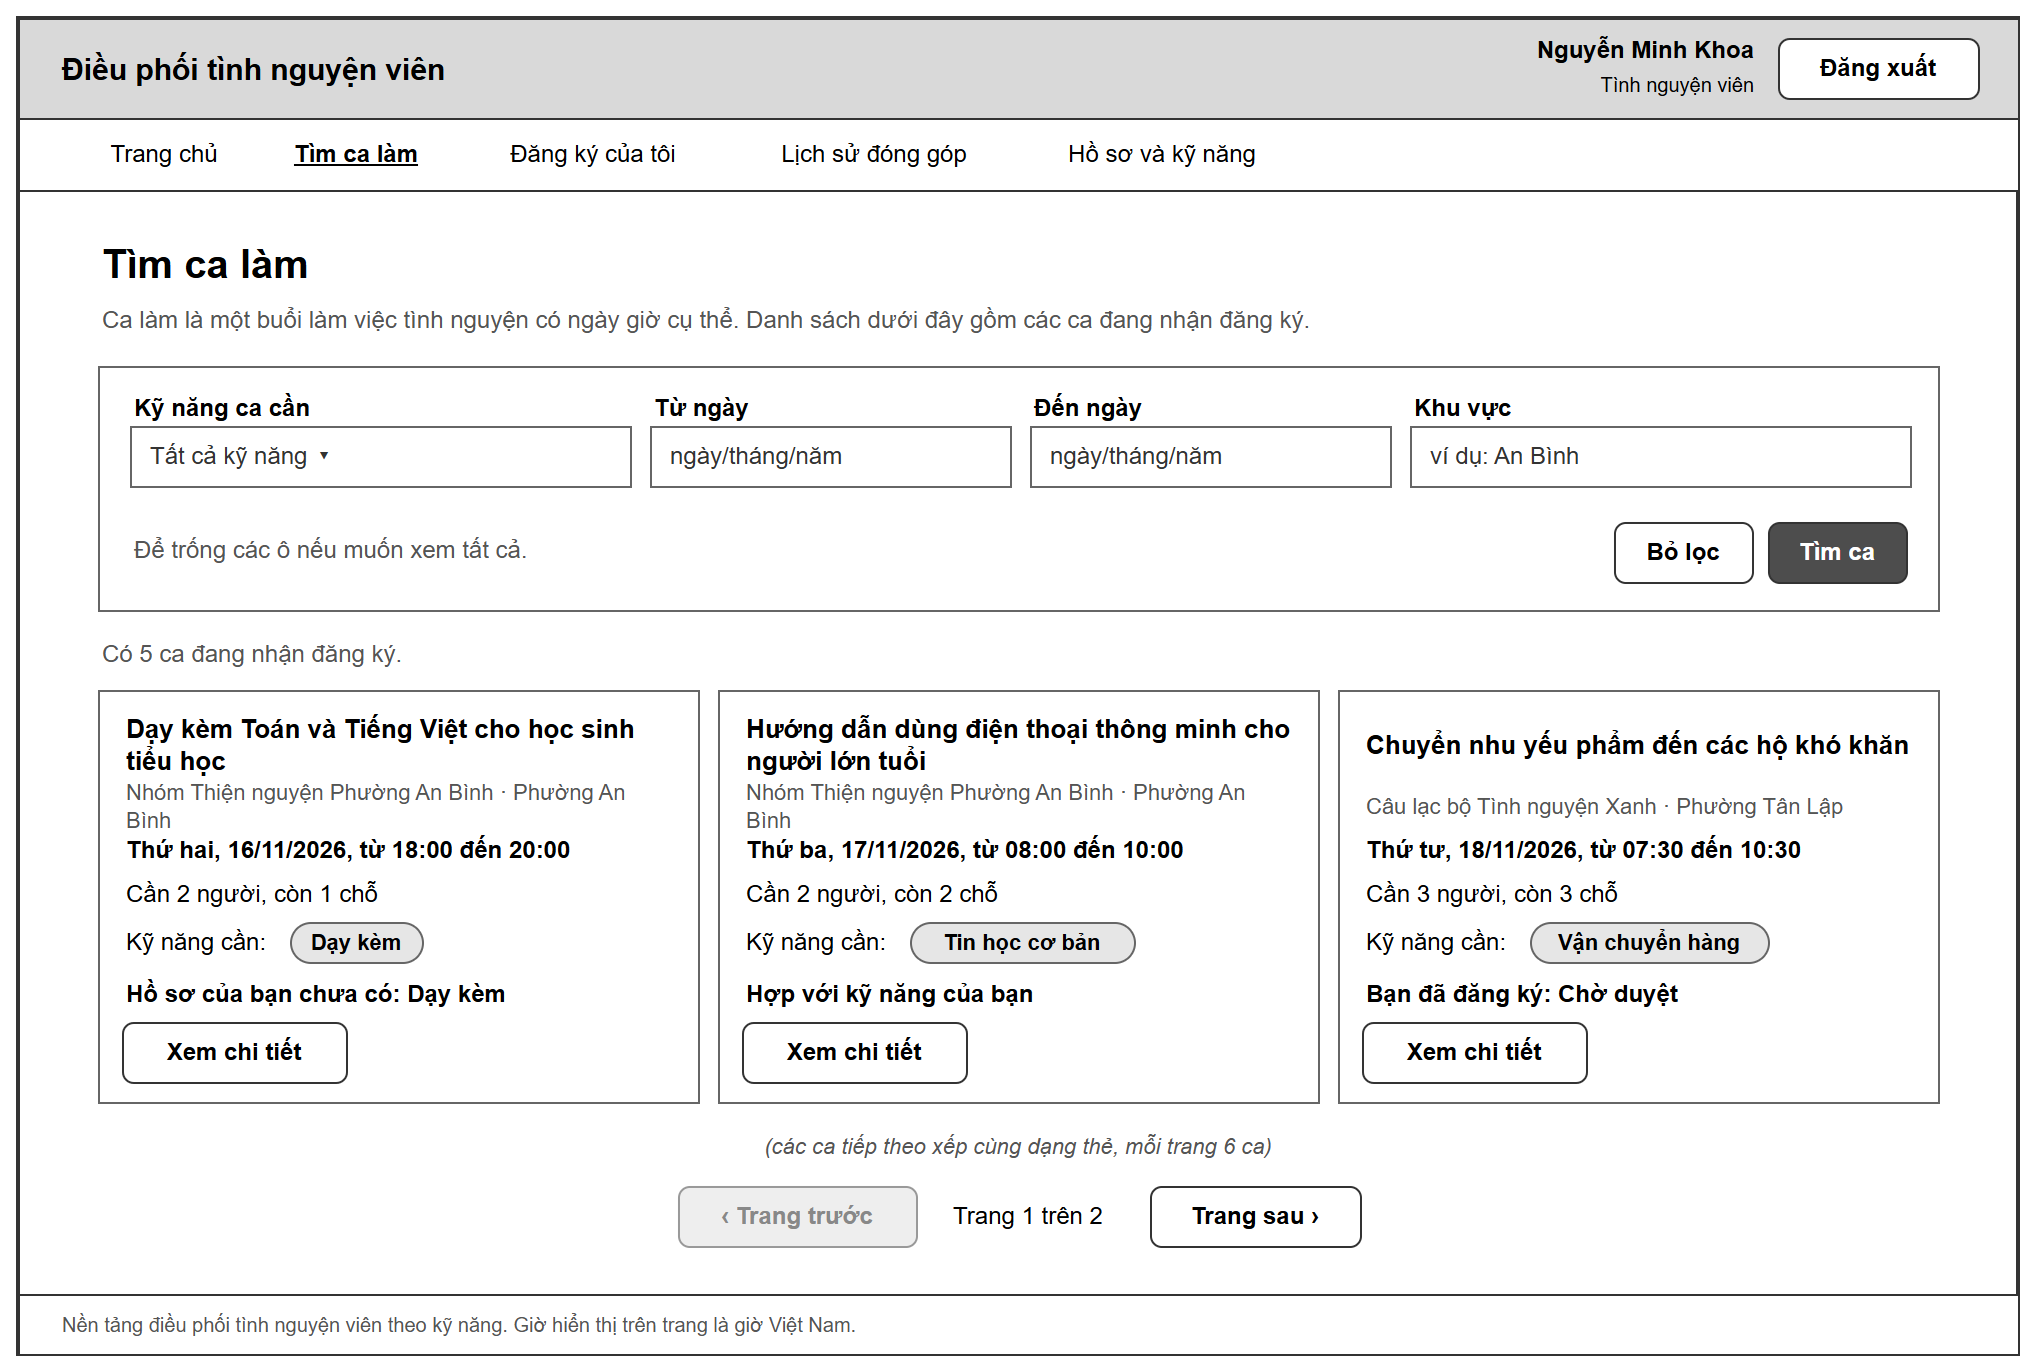 Điều phối tình nguyện viên
Nguyễn Minh Khoa
Tình nguyện viên
Đăng xuất
Trang chủ
Tìm ca làm
Đăng ký của tôi
Lịch sử đóng góp
Hồ sơ và kỹ năng
Tìm ca làm
Ca làm là một buổi làm việc tình nguyện có ngày giờ cụ thể. Danh sách dưới đây gồm các ca đang nhận đăng ký.
Kỹ năng ca cần
Tất cả kỹ năng ▾
Từ ngày
ngày/tháng/năm
Đến ngày
ngày/tháng/năm
Khu vực
ví dụ: An Bình
Để trống các ô nếu muốn xem tất cả.
Bỏ lọc
Tìm ca
Có 5 ca đang nhận đăng ký.
Dạy kèm Toán và Tiếng Việt cho học sinh
tiểu học
Nhóm Thiện nguyện Phường An Bình · Phường An
Bình
Thứ hai, 16/11/2026, từ 18:00 đến 20:00
Cần 2 người, còn 1 chỗ
Kỹ năng cần: Dạy kèm
Hồ sơ của bạn chưa có: Dạy kèm
Xem chi tiết
Hướng dẫn dùng điện thoại thông minh cho
người lớn tuổi
Nhóm Thiện nguyện Phường An Bình · Phường An
Bình
Thứ ba, 17/11/2026, từ 08:00 đến 10:00
Cần 2 người, còn 2 chỗ
Kỹ năng cần: Tin học cơ bản
Hợp với kỹ năng của bạn
Xem chi tiết
Chuyển nhu yếu phẩm đến các hộ khó khăn
Câu lạc bộ Tình nguyện Xanh · Phường Tân Lập
Thứ tư, 18/11/2026, từ 07:30 đến 10:30
Cần 3 người, còn 3 chỗ
Kỹ năng cần: Vận chuyển hàng
Bạn đã đăng ký: Chờ duyệt
Xem chi tiết
(các ca tiếp theo xếp cùng dạng thẻ, mỗi trang 6 ca)
‹ Trang trước
Trang 1 trên 2
Trang sau ›
Nền tảng điều phối tình nguyện viên theo kỹ năng. Giờ hiển thị trên trang là giờ Việt Nam.